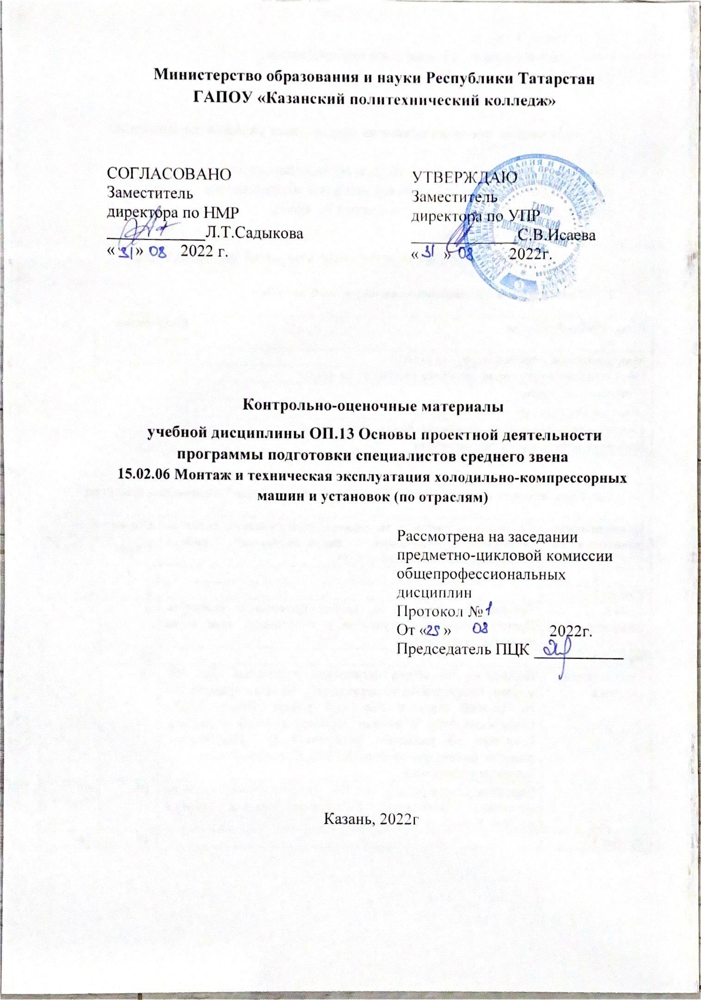 Министерство образования и науки Республики Татарстан
ГАПОУ «Казанский политехнический колледж»
СОГЛАСОВАНО
Заместитель
директора по НМР
Л.Т.Садыкова
«31» 08 2022 г.
УТВЕРЖДАЮ
Заместитель
директора по УПР
С.В.Исаева
«31» 08 2022г.
Контрольно-оценочные материалы
учебной дисциплины ОП.13 Основы проектной деятельности
программы подготовки специалистов среднего звена
15.02.06 Монтаж и техническая эксплуатация холодильно-компрессорных
машин и установок (по отраслям)
Рассмотрена на заседании
предметно-цикловой комиссии
общепрофессиональных
дисциплин
Протокол №1
От «25» 08 2022г.
Председатель ПЦК
Казань, 2022г